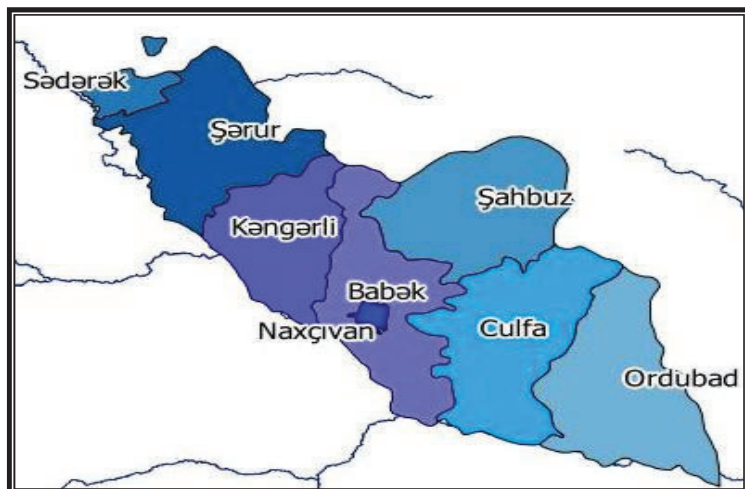 Sədərək
Şərur
Şahbuz
Kəngərli
Babək
Naxçıvan
Culfa
Ordubad